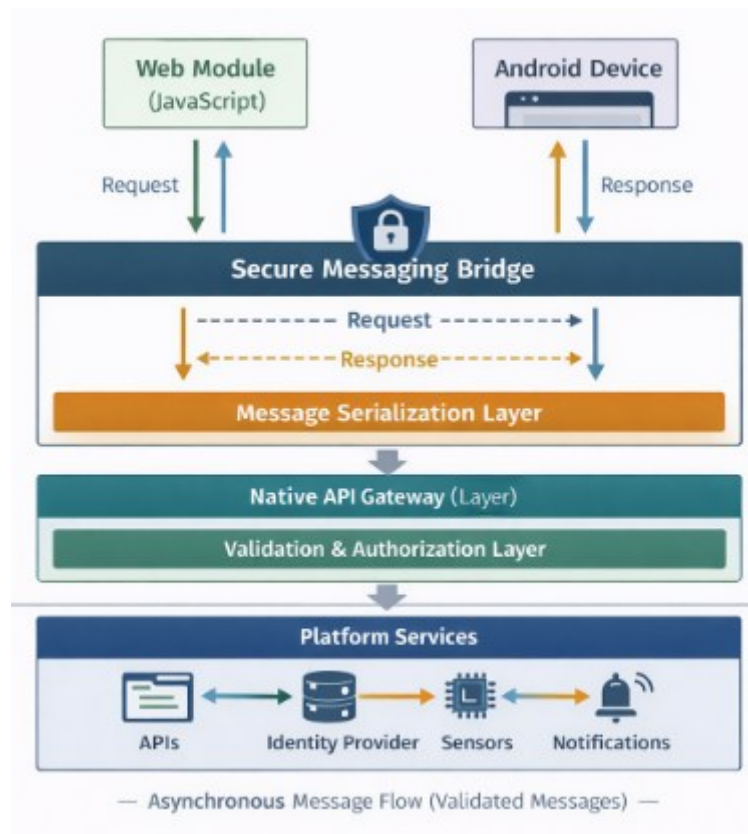 Web Module
(JavaScript)
Android Device
Request
Response
Secure Messaging Bridge
Request
Response
Message Serialization Layer
Native API Gateway (Layer)
Validation & Authorization Layer
Platform Services
APIs
Identity Provider
Sensors
Notifications
— Asynchronous Message Flow (Validated Messages) —